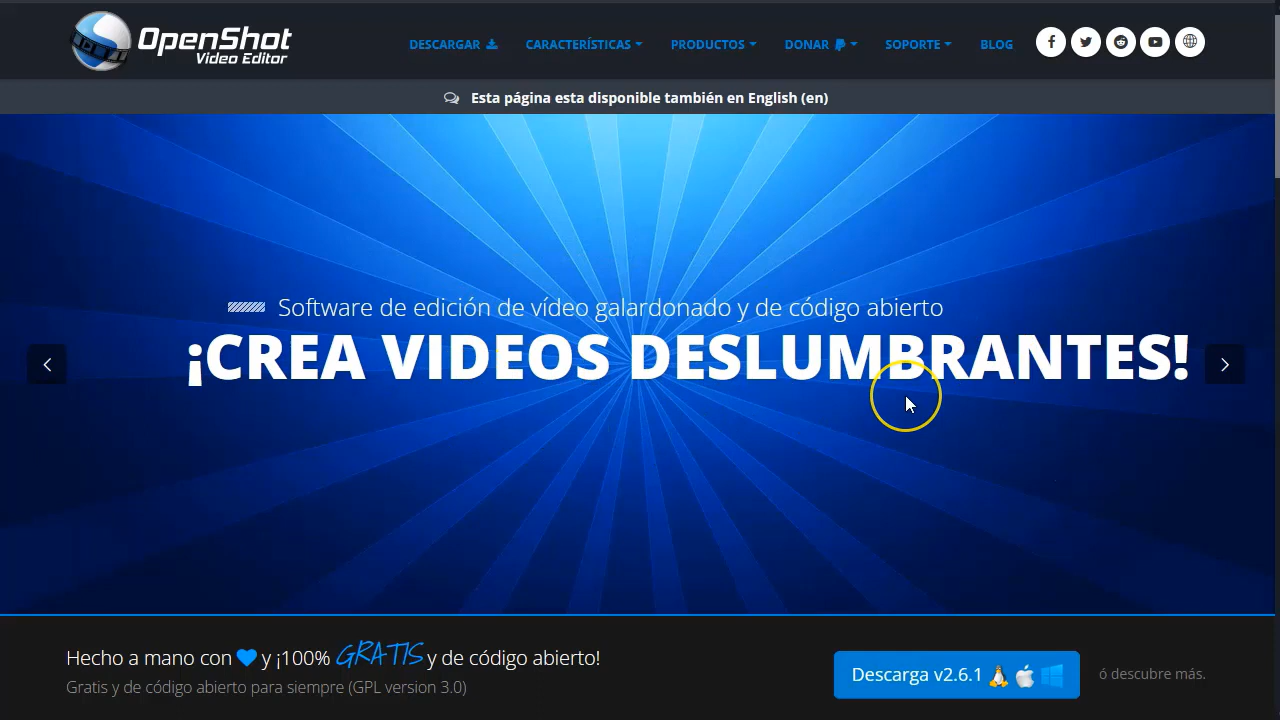 OpenShot
Video Editor
DESCARGAR
CARACTERÍSTICAS
PRODUCTOS
DONAR
SOPORTE
BLOG
Esta página esta disponible también en English (en)
Software de edición de vídeo galardonado y de código abierto
¡CREA VIDEOS DESLUMBRANTES!
Hecho a mano con y ¡100% GRATIS y de código abierto!
Gratis y de código abierto para siempre (GPL version 3.0)
Descarga v2.6.1
ó descubre más.